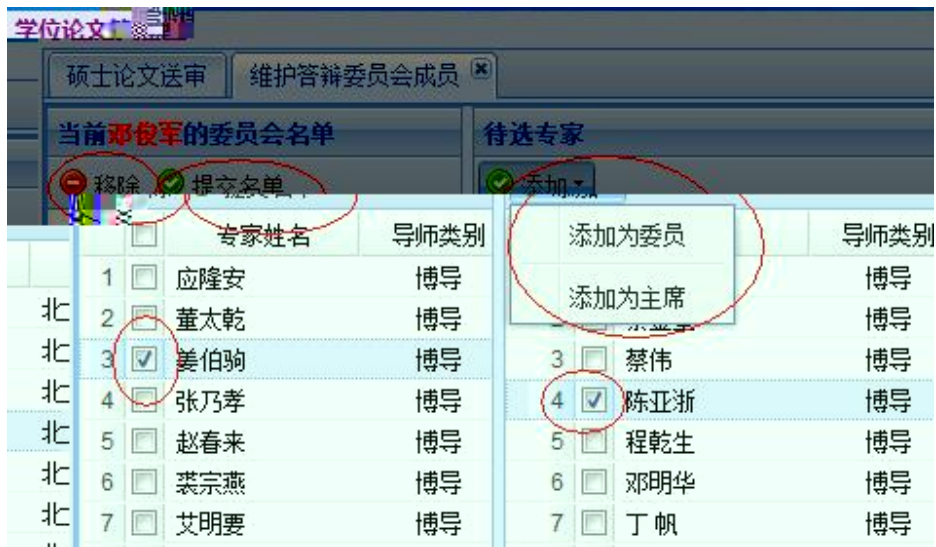 学位论文
硕士论文送审 维护答辩委员会成员
当前邓俊军的委员会名单 待选专家
移除 提交名单 添加
专家姓名 导师类别 添加为委员 导师类别
1 应隆安 博导 添加为主席 博导
北 2 董太乾 博导 博导
北 3 姜伯驹 博导 3 蔡伟 博导
北 4 张乃孝 博导 4 陈亚浙 博导
北 5 赵春来 博导 5 程乾生 博导
北 6 裘宗燕 博导 6 邓明华 博导
北 7 艾明要 博导 7 丁帆 博导